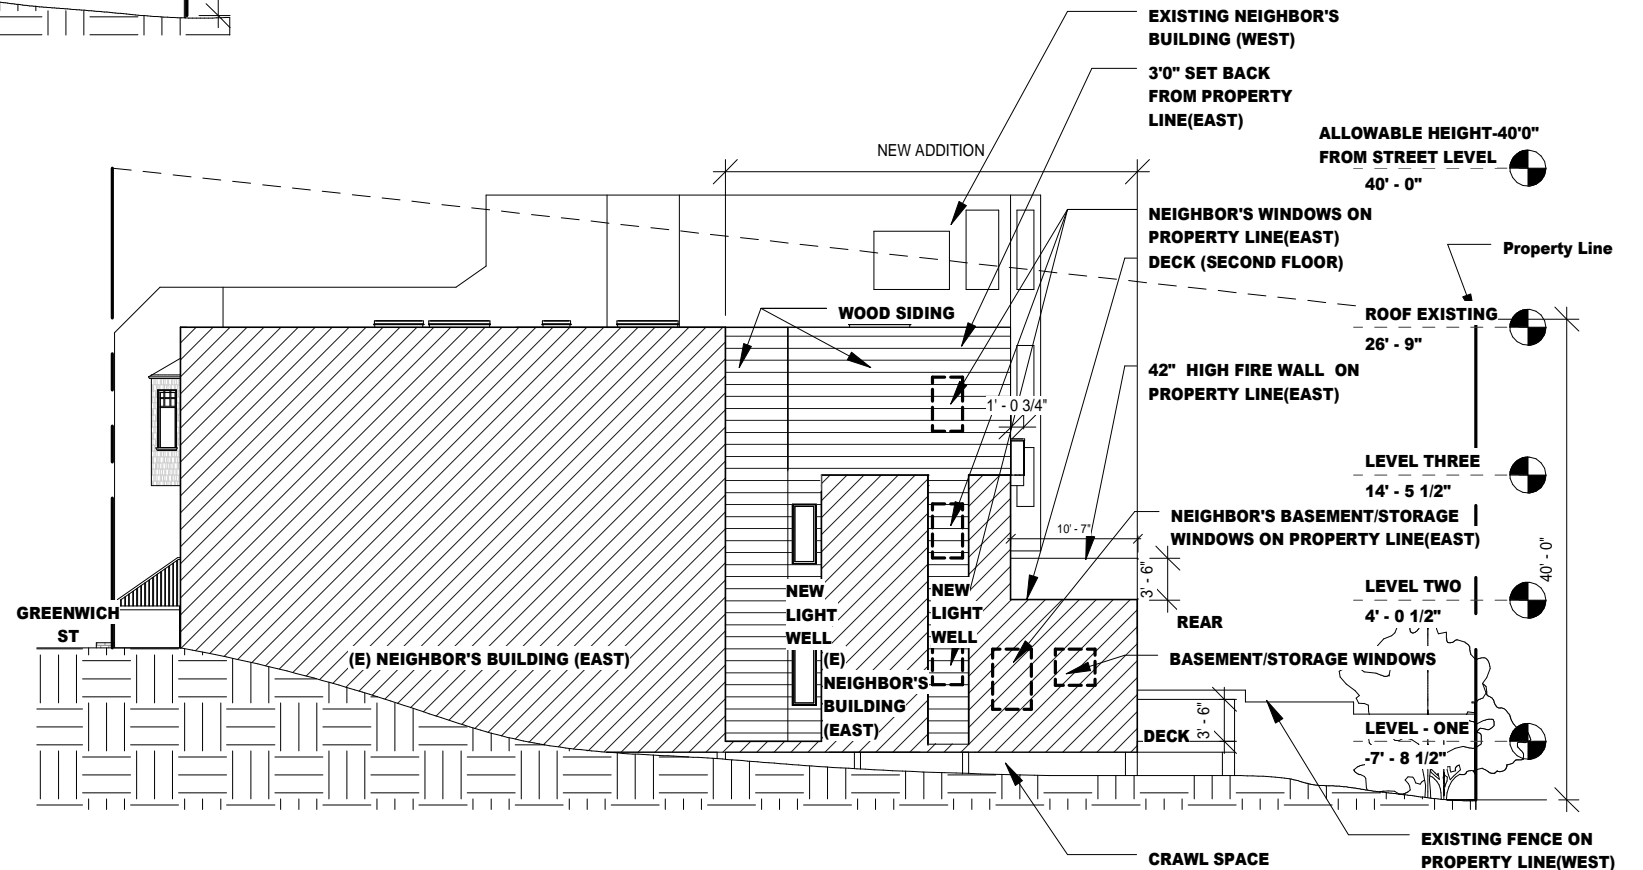 EXISTING NEIGHBOR'S
BUILDING (WEST)
3'0" SET BACK
FROM PROPERTY
LINE(EAST)
ALLOWABLE HEIGHT-40'0"
FROM STREET LEVEL
40' - 0"
NEW ADDITION
NEIGHBOR'S WINDOWS ON
PROPERTY LINE(EAST)
DECK (SECOND FLOOR)
Property Line
WOOD SIDING
ROOF EXISTING
26' - 9"
42" HIGH FIRE WALL ON
PROPERTY LINE(EAST)
1' - 0 3/4"
LEVEL THREE
14' - 5 1/2"
NEIGHBOR'S BASEMENT/STORAGE
WINDOWS ON PROPERTY LINE(EAST)
10' - 7"
3' - 6"
40' - 0"
LEVEL TWO
4' - 0 1/2"
GREENWICH
ST
NEW
LIGHT
WELL
NEW
LIGHT
WELL
REAR
(E) NEIGHBOR'S BUILDING (EAST)
(E)
NEIGHBOR'S
BUILDING
(EAST)
BASEMENT/STORAGE WINDOWS
3' - 6"
DECK
LEVEL - ONE
-7' - 8 1/2"
CRAWL SPACE
EXISTING FENCE ON
PROPERTY LINE(WEST)